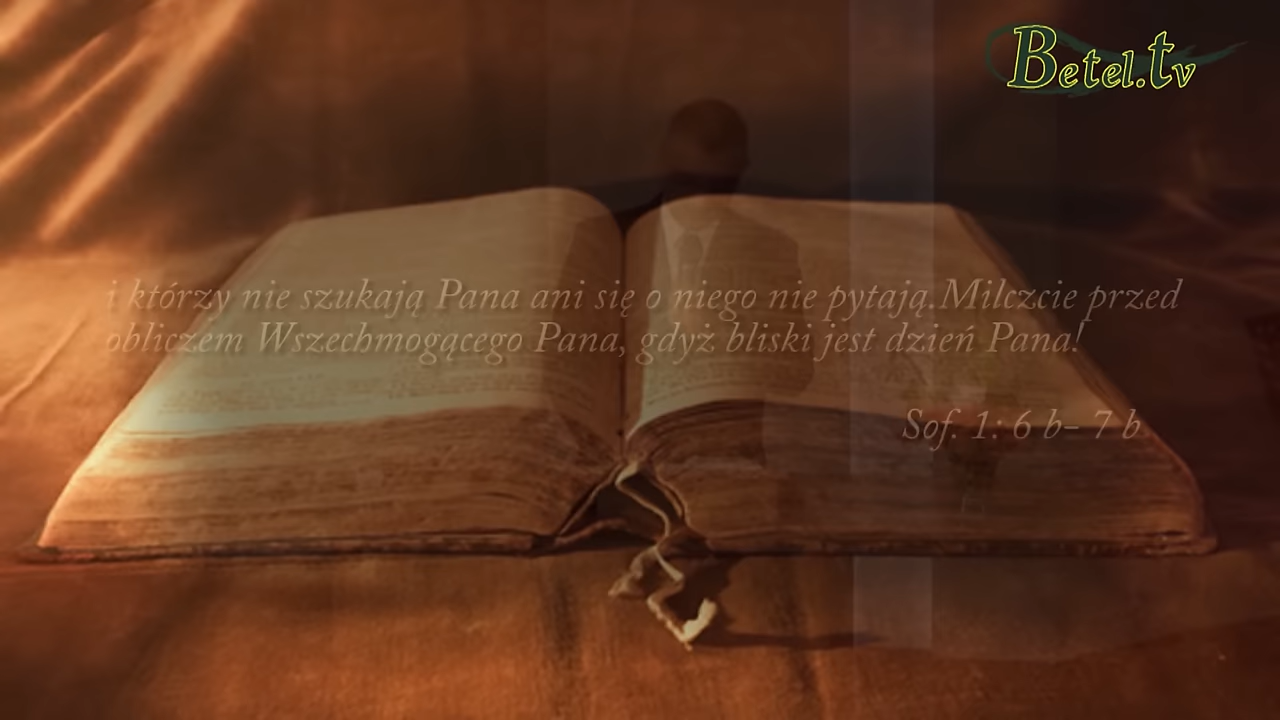 Betel.tv
i którzy nie szukają Pana ani się o niego nie pytają.Milczcie przed
obliczem Wszechmogącego Pana, gdyż bliski jest dzień Pana!
Sof. 1: 6 b- 7 b